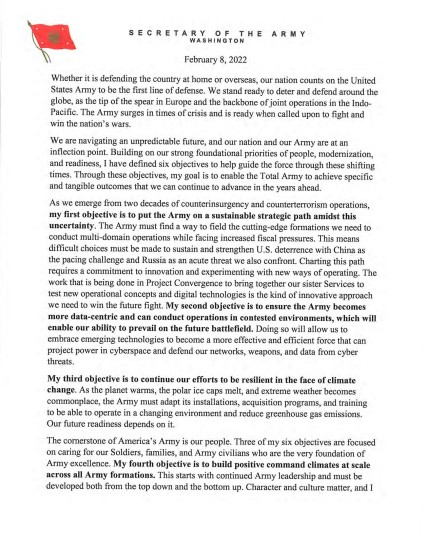 SECRETARY OF THE ARMY
WASHINGTON
February 8, 2022
Whether it is defending the country at home or overseas, our nation counts on the United
States Army to be the first line of defense. We stand ready to deter and defend around the
globe, as the tip of the spear in Europe and the backbone of joint operations in the Indo-
Pacific. The Army surges in times of crisis and is ready when called upon to fight and
win the nation's wars.
We are navigating an unpredictable future, and our nation and our Army are at an
inflection point. Building on our strong foundational priorities of people, modernization,
and readiness, I have defined six objectives to help guide the force through these shifting
times. Through these objectives, my goal is to enable the Total Army to achieve specific
and tangible outcomes that we can continue to advance in the years ahead.
As we emerge from two decades of counterinsurgency and counterterrorism operations,
my first objective is to put the Army on a sustainable strategic path amidst this
uncertainty. The Army must find a way to field the cutting-edge formations we need to
conduct multi-domain operations while facing increased fiscal pressures. This means
difficult choices must be made to sustain and strengthen U.S. deterrence with China as
the pacing challenge and Russia as an acute threat we also confront. Charting this path
requires a commitment to innovation and experimenting with new ways of operating. The
work that is being done in Project Convergence to bring together our sister Services to
test new operational concepts and digital technologies is the kind of innovative approach
we need to win the future fight. My second objective is to ensure the Army becomes
more data-centric and can conduct operations in contested environments, which will
enable our ability to prevail on the future battlefield. Doing so will allow us to
embrace emerging technologies to become a more effective and efficient force that can
project power in cyberspace and defend our networks, weapons, and data from cyber
threats.
My third objective is to continue our efforts to be resilient in the face of climate
change. As the planet warms, the polar ice caps melt, and extreme weather becomes
commonplace, the Army must adapt its installations, acquisition programs, and training
to be able to operate in a changing environment and reduce greenhouse gas emissions.
Our future readiness depends on it.
The cornerstone of America's Army is our people. Three of my six objectives are focused
on caring for our Soldiers, families, and Army civilians who are the very foundation of
Army excellence. My fourth objective is to build positive command climates at scale
across all Army formations. This starts with continued Army leadership and must be
developed both from the top down and the bottom up. Character and culture matter, and I